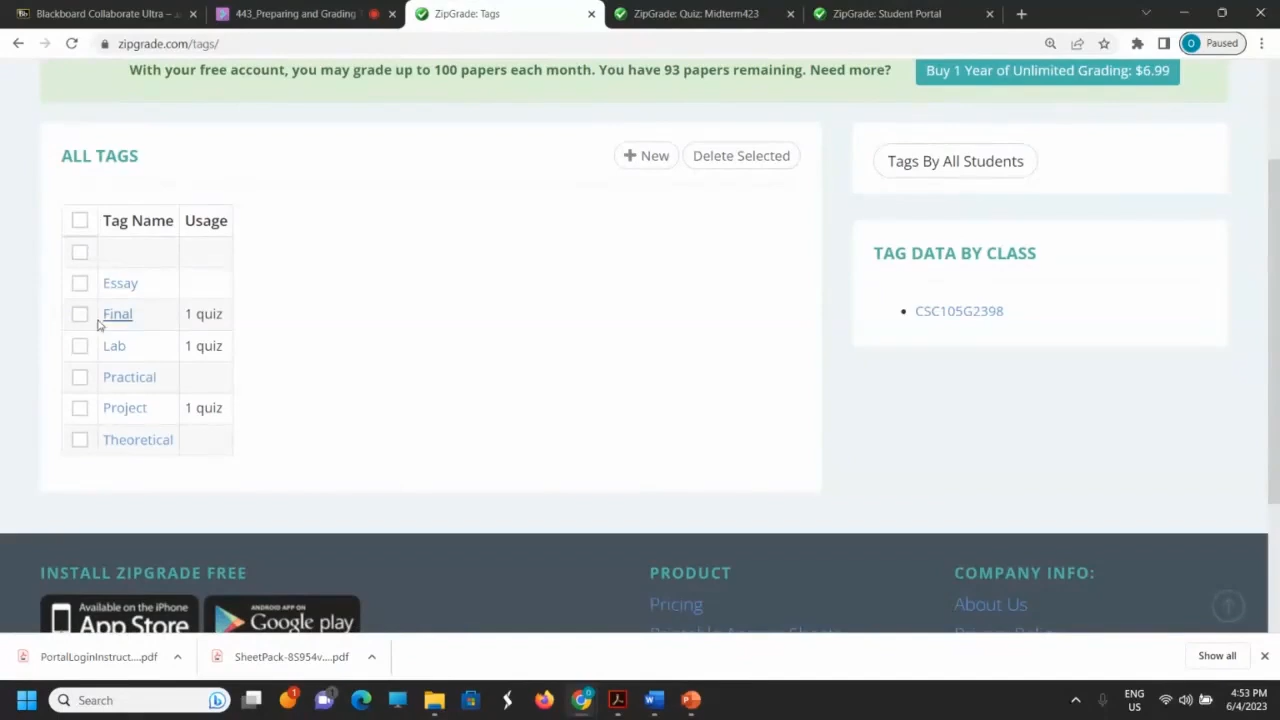 Blackboard Collaborate Ultra –
443_Preparing and Grading
ZipGrade: Tags
ZipGrade: Quiz: Midterm423
ZipGrade: Student Portal
zipgrade.com/tags/
O Paused
With your free account, you may grade up to 100 papers each month. You have 93 papers remaining. Need more?
Buy 1 Year of Unlimited Grading: $6.99
ALL TAGS
New
Delete Selected
Tags By All Students
Tag Name Usage
Essay
Final 1 quiz
Lab 1 quiz
Practical
Project 1 quiz
Theoretical
TAG DATA BY CLASS
CSC105G2398
INSTALL ZIPGRADE FREE
PRODUCT
COMPANY INFO:
Available on the iPhone
App Store
ANDROID APP ON
Google play
Pricing
About Us
PortalLoginInstruct....pdf
SheetPack-8S954v....pdf
Show all
Search
1
1
ENG
US
4:53 PM
6/4/2023